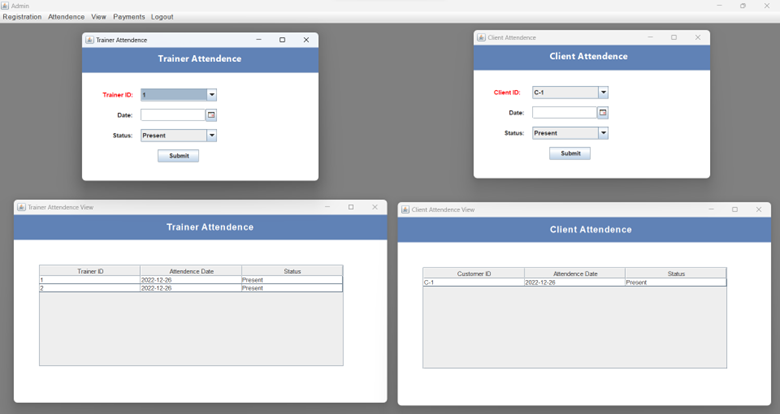 Admin
Registration Attendence View Payments Logout
Trainer Attendence
Trainer Attendence
Trainer ID: 1
Date:
Status: Present
Submit
Client Attendence
Client Attendence
Client ID: C-1
Date:
Status: Present
Submit
Trainer Attendence View
Trainer Attendence
Trainer ID Attendence Date Status
1 2022-12-26 Present
2 2022-12-26 Present
Client Attendence View
Client Attendence
Customer ID Attendence Date Status
C-1 2022-12-26 Present